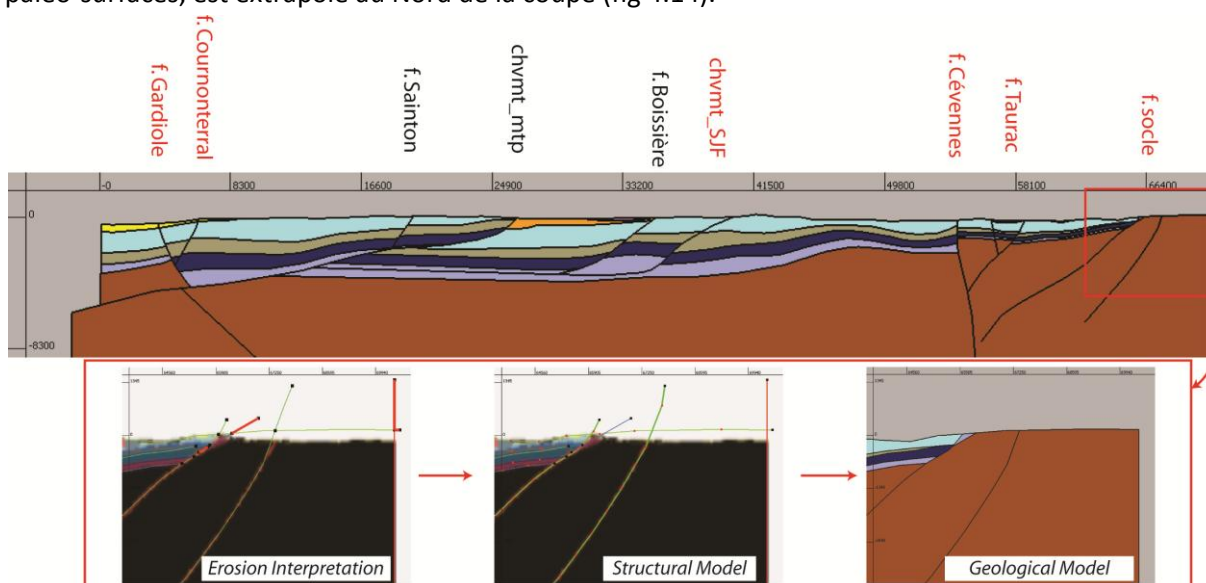 paléo-surfaces, est extrapolé au Nord de la coupe (fig 4.14).
f.Gardiole
f.Cournonterral
f.Sainton
chvmt_mtp
f.Boissière
chvmt_SJF
f.Cévennes
f.Taurac
f.socle
-0 8300 16600 24900 33200 41500 49800 58100 66400
0
-8300
Erosion Interpretation
Structural Model
Geological Model